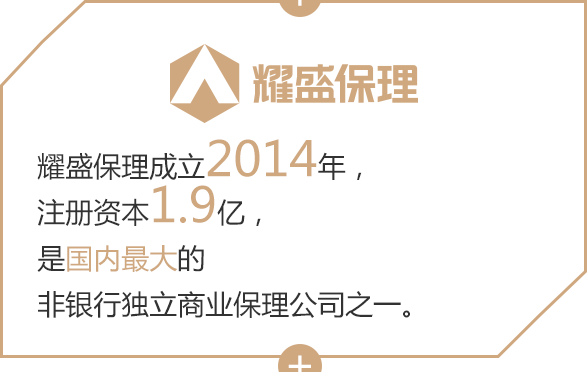 耀盛保理
耀盛保理成立2014年，
注册资本1.9亿，
是国内最大的
非银行独立商业保理公司之一。